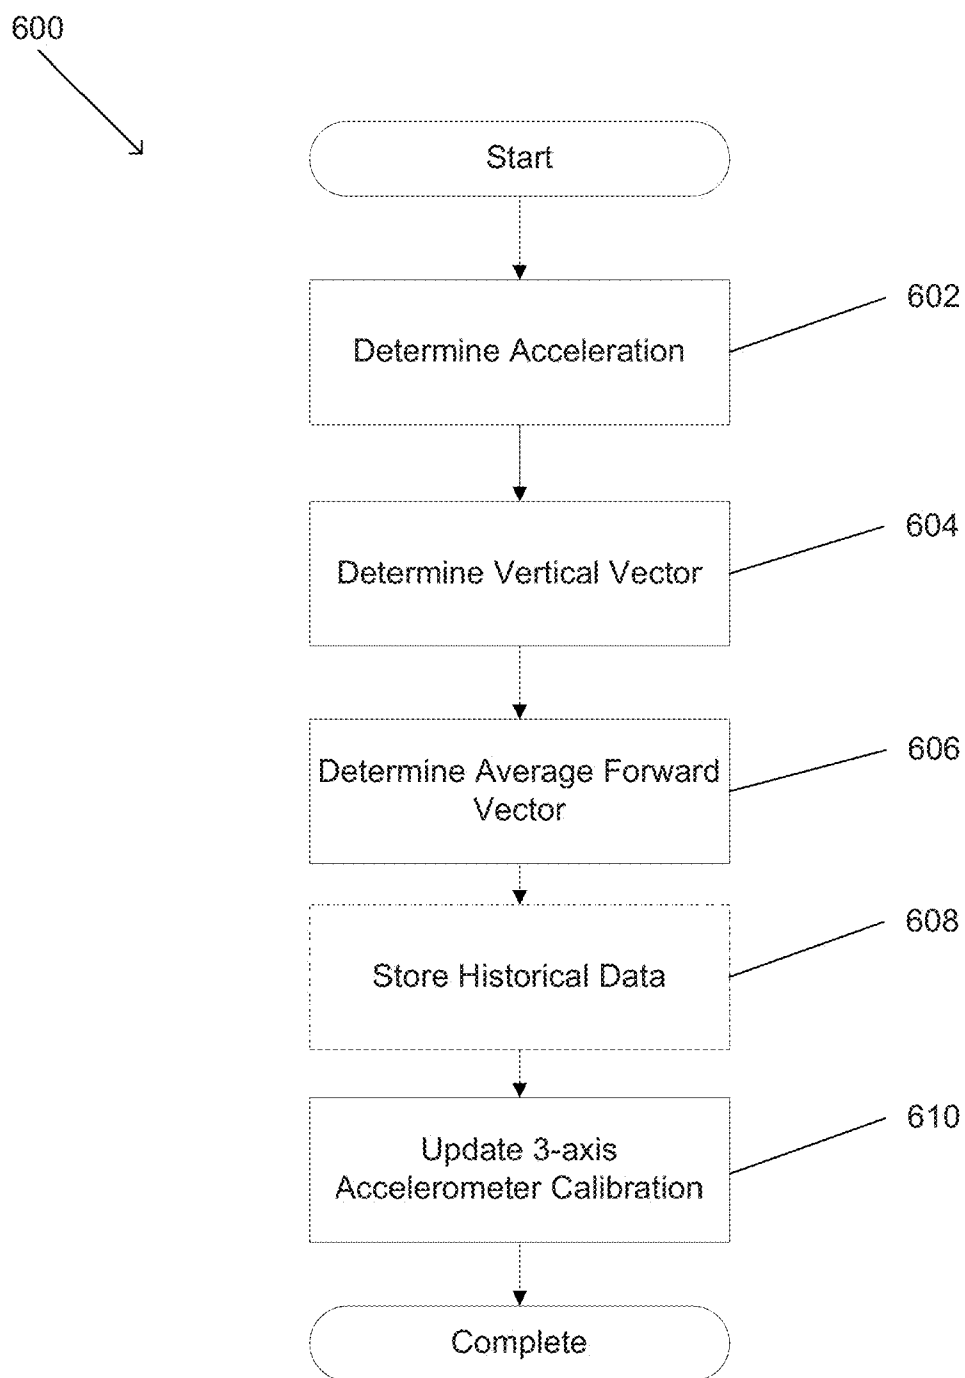 600
Start
602
Determine Acceleration
604
Determine Vertical Vector
606
Determine Average Forward
Vector
608
Store Historical Data
610
Update 3-axis
Accelerometer Calibration
Complete